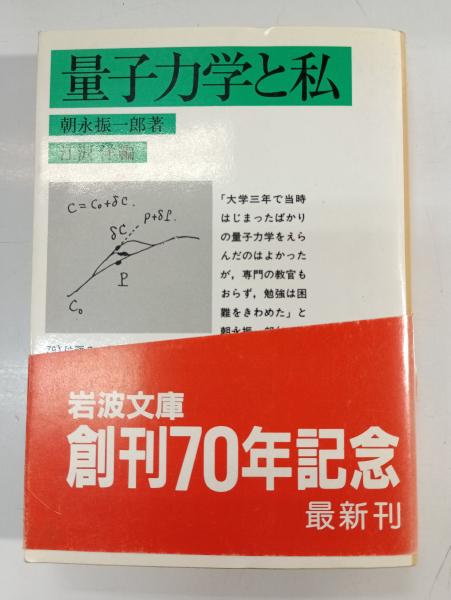 量子力学と私
朝永振一郎著
江沢 洋編
C = C₀+δC.
P+δP.
δC
P
C₀
「大学三年で当時
はじまったばかり
の量子力学をえら
んだのはよかった
が，専門の教官も
おらず，勉強は困
難をきわめた」と
岩波文庫
創刊70年記念
最新刊